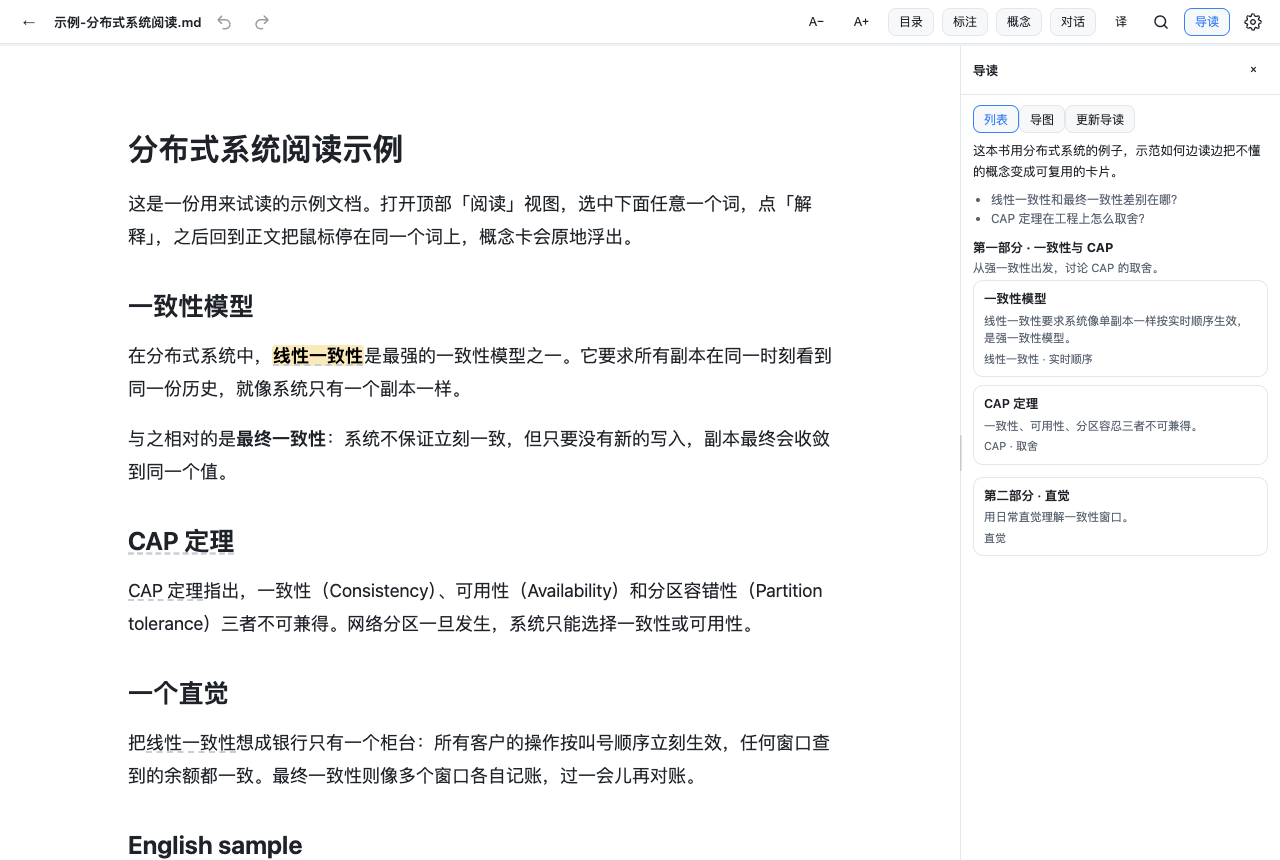 ← 示例-分布式系统阅读.md
A− A+ 目录 标注 概念 对话 译 导读
分布式系统阅读示例
这是一份用来试读的示例文档。打开顶部「阅读」视图，选中下面任意一个词，点「解
释」，之后回到正文把鼠标停在同一个词上，概念卡会原地浮出。
一致性模型
在分布式系统中，线性一致性是最强的一致性模型之一。它要求所有副本在同一时刻看到
同一份历史，就像系统只有一个副本一样。
与之相对的是最终一致性：系统不保证立刻一致，但只要没有新的写入，副本最终会收敛
到同一个值。
CAP 定理
CAP 定理指出，一致性（Consistency）、可用性（Availability）和分区容错性（Partition
tolerance）三者不可兼得。网络分区一旦发生，系统只能选择一致性或可用性。
一个直觉
把线性一致性想成银行只有一个柜台：所有客户的操作按叫号顺序立刻生效，任何窗口查
到的余额都一致。最终一致性则像多个窗口各自记账，过一会儿再对账。
English sample
导读 ×
列表 导图 更新导读
这本书用分布式系统的例子，示范如何边读边把不懂
的概念变成可复用的卡片。
• 线性一致性和最终一致性差别在哪?
• CAP 定理在工程上怎么取舍?
第一部分 · 一致性与 CAP
从强一致性出发，讨论 CAP 的取舍。
一致性模型
线性一致性要求系统像单副本一样按实时顺序生效，
是强一致性模型。
线性一致性 · 实时顺序
CAP 定理
一致性、可用性、分区容忍三者不可兼得。
CAP · 取舍
第二部分 · 直觉
用日常直觉理解一致性窗口。
直觉